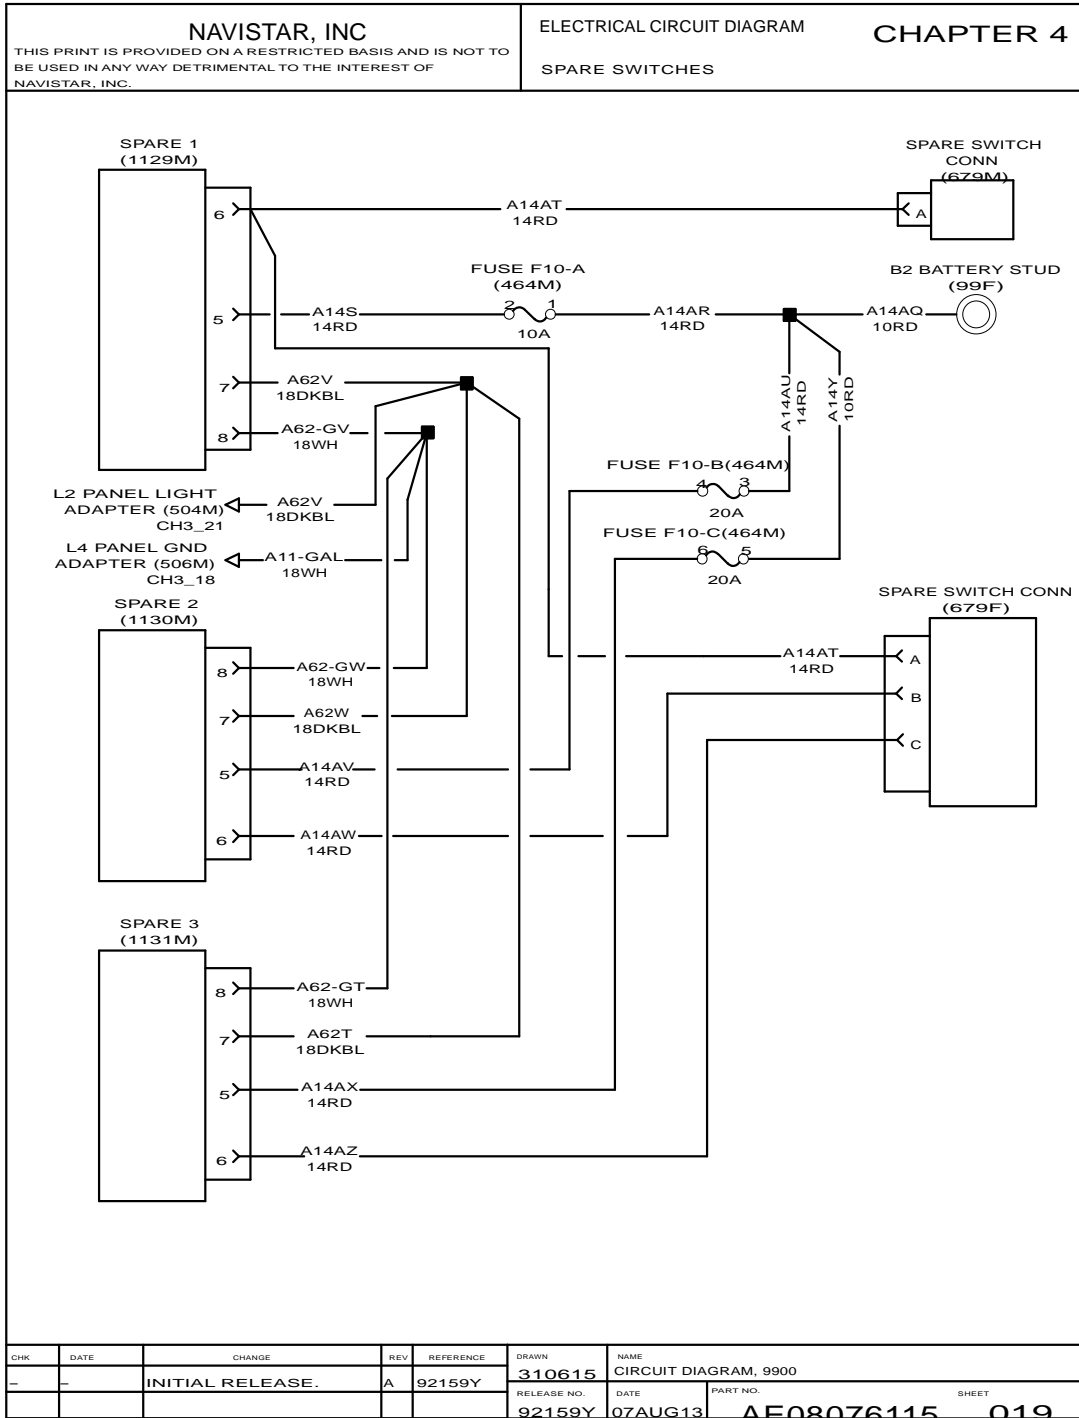 NAVISTAR, INC
THIS PRINT IS PROVIDED ON A RESTRICTED BASIS AND IS NOT TO
BE USED IN ANY WAY DETRIMENTAL TO THE INTEREST OF
NAVISTAR, INC.
ELECTRICAL CIRCUIT DIAGRAM
SPARE SWITCHES
CHAPTER 4
SPARE 1
(1129M)
6
5
7
8
A14AT
14RD
SPARE SWITCH
CONN
(679M)
A
FUSE F10-A
(464M)
2 1
10A
A14S
14RD
A14AR
14RD
B2 BATTERY STUD
(99F)
A14AQ
10RD
A62V
18DKBL
A62-GV
18WH
A14AU
14RD
A14Y
10RD
L2 PANEL LIGHT
ADAPTER (504M)
CH3_21
A62V
18DKBL
L4 PANEL GND
ADAPTER (506M)
CH3_18
A11-GAL
18WH
FUSE F10-B(464M)
4 3
20A
FUSE F10-C(464M)
6 5
20A
SPARE 2
(1130M)
8
7
5
6
A62-GW
18WH
A62W
18DKBL
A14AV
14RD
A14AW
14RD
SPARE SWITCH CONN
(679F)
A14AT
14RD
A
B
C
SPARE 3
(1131M)
8
7
5
6
A62-GT
18WH
A62T
18DKBL
A14AX
14RD
A14AZ
14RD
CHK DATE CHANGE REV REFERENCE
– – INITIAL RELEASE. A 92159Y
DRAWN
310615
NAME
CIRCUIT DIAGRAM, 9900
RELEASE NO.
92159Y
DATE
07AUG13
PART NO.
AE08076115
SHEET
019